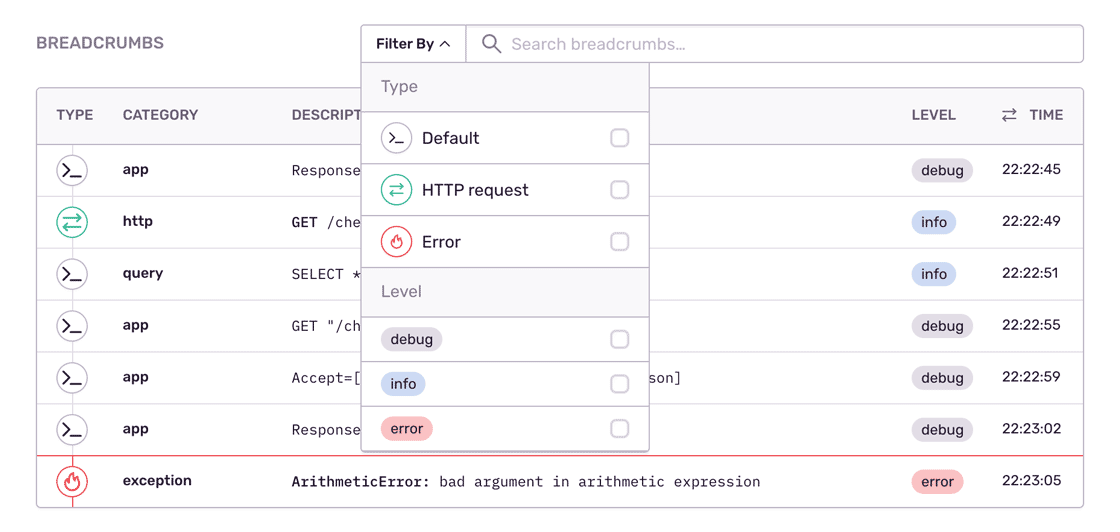 BREADCRUMBS
Filter By
Search breadcrumbs...
Type
Default
HTTP request
Error
Level
debug
info
error
TYPE CATEGORY DESCRIPT LEVEL TIME
app Response debug 22:22:45
http GET /che info 22:22:49
query SELECT * info 22:22:51
app GET "/ch debug 22:22:55
app Accept=[ son] debug 22:22:59
app Response debug 22:23:02
exception ArithmeticError: bad argument in arithmetic expression error 22:23:05